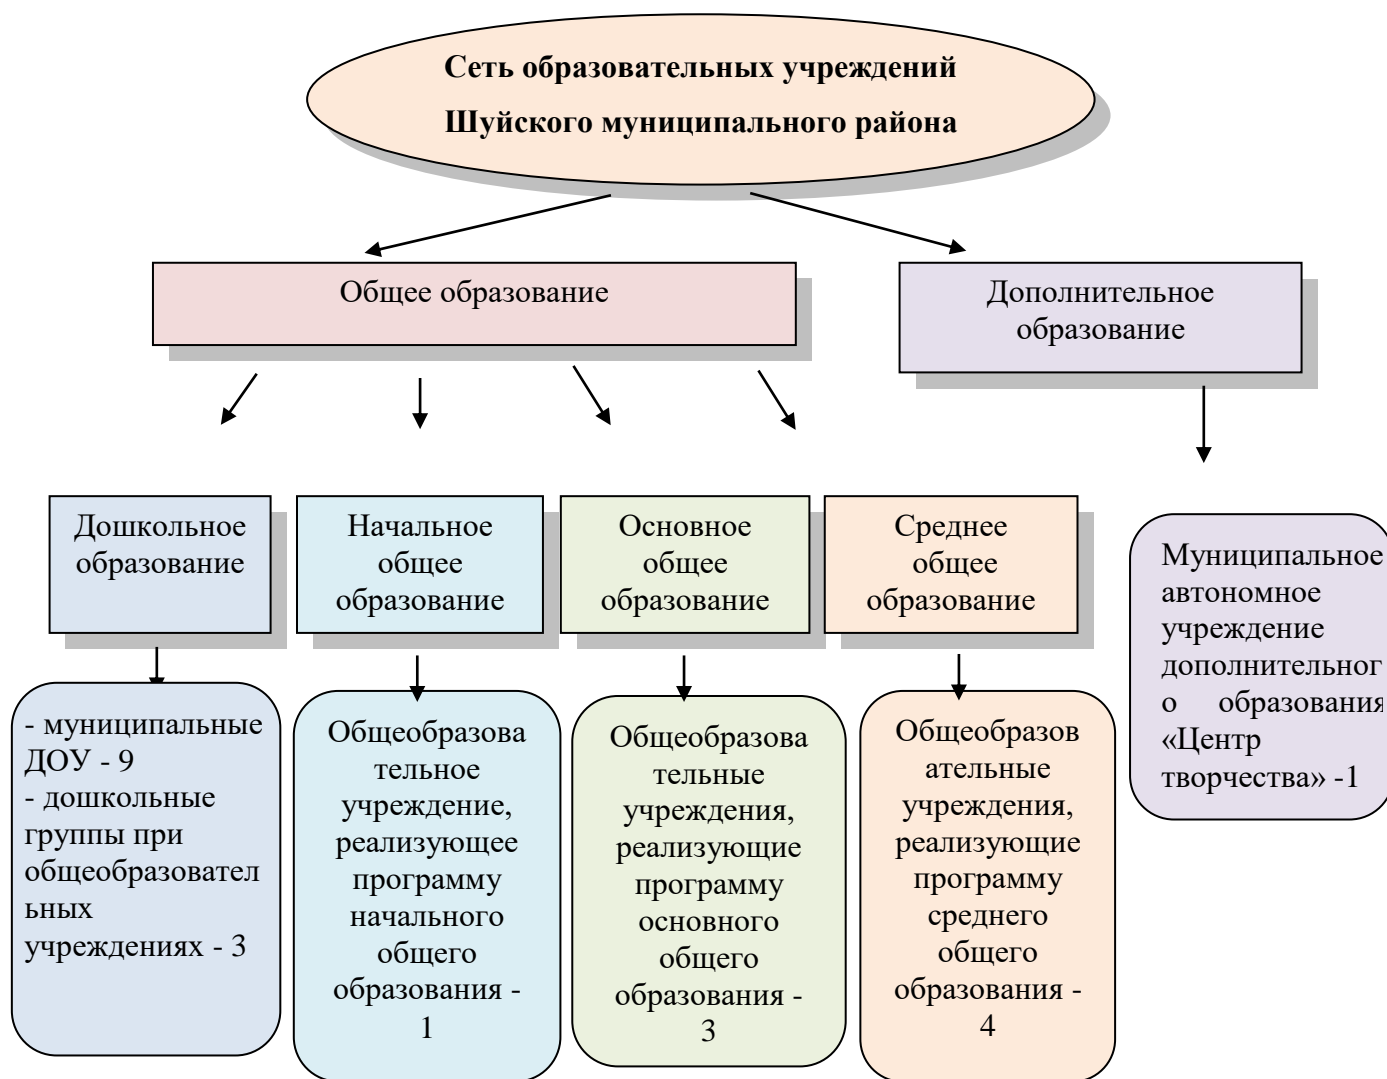 Сеть образовательных учреждений
Шуйского муниципального района
Общее образование
Дополнительное
образование
Дошкольное
образование
Начальное
общее
образование
Основное
общее
образование
Среднее
общее
образование
Муниципальное
автономное
учреждение
дополнительног
о образования
«Центр
творчества» -1
- муниципальные
ДОУ - 9
- дошкольные
группы при
общеобразовател
ьных
учреждениях - 3
Общеобразова
тельное
учреждение,
реализующее
программу
начального
общего
образования -
1
Общеобразова
тельные
учреждения,
реализующие
программу
основного
общего
образования -
3
Общеобразов
ательные
учреждения,
реализующие
программу
среднего
общего
образования -
4